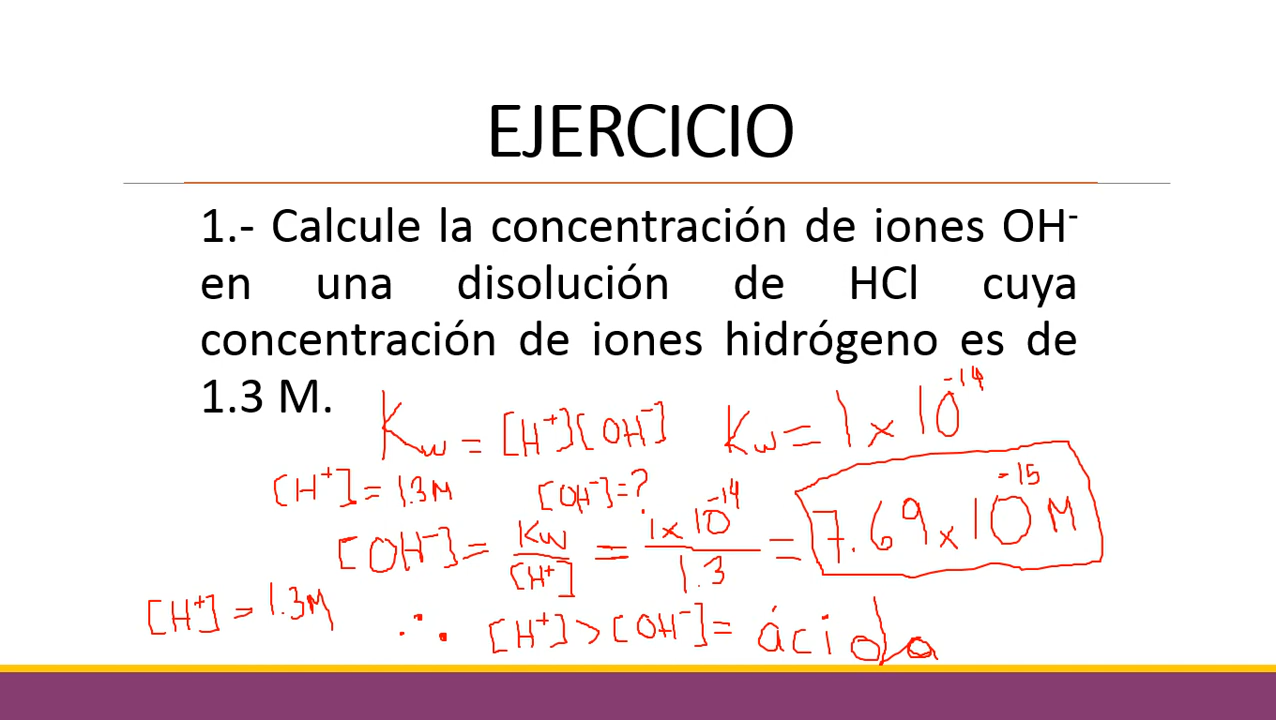 EJERCICIO
1.- Calcule la concentración de iones OH⁻
en una disolución de HCl cuya
concentración de iones hidrógeno es de
1.3 M.
Kw = [H⁺][OH⁻] Kw = 1 x 10⁻¹⁴
[H⁺] = 1.3M [OH⁻] = ?
[OH⁻] = Kw/[H⁺] = 1 x 10⁻¹⁴/1.3 = 7.69 x 10⁻¹⁵ M
[H⁺] = 1.3M ∴ [H⁺] > [OH⁻] = ácida